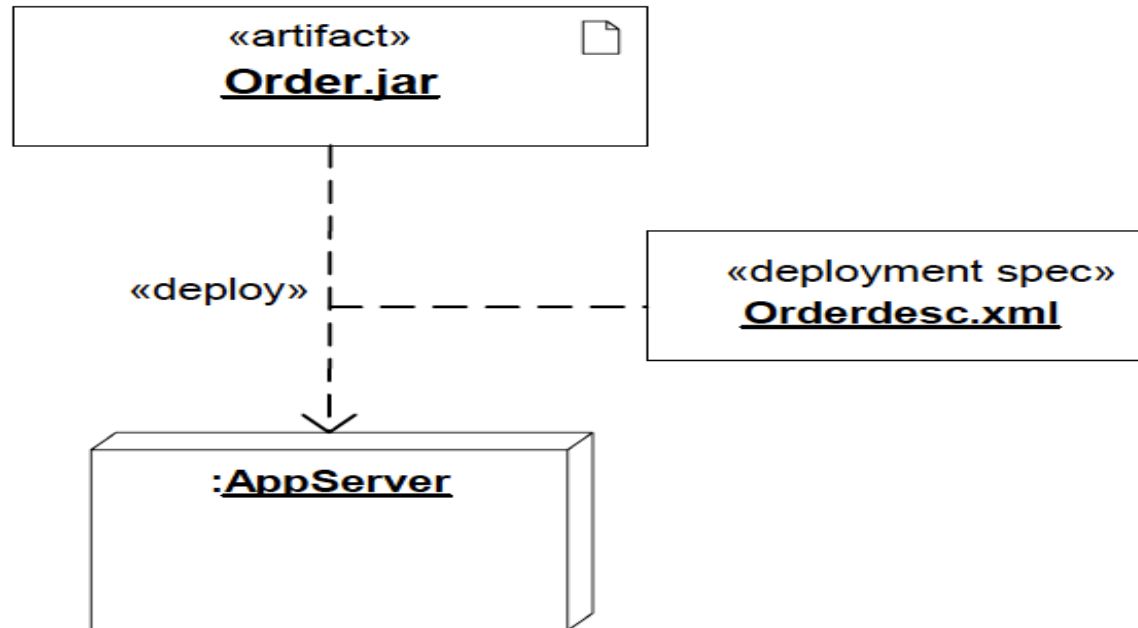 «artifact»
Order.jar
«deploy»
«deployment spec»
Orderdesc.xml
:AppServer